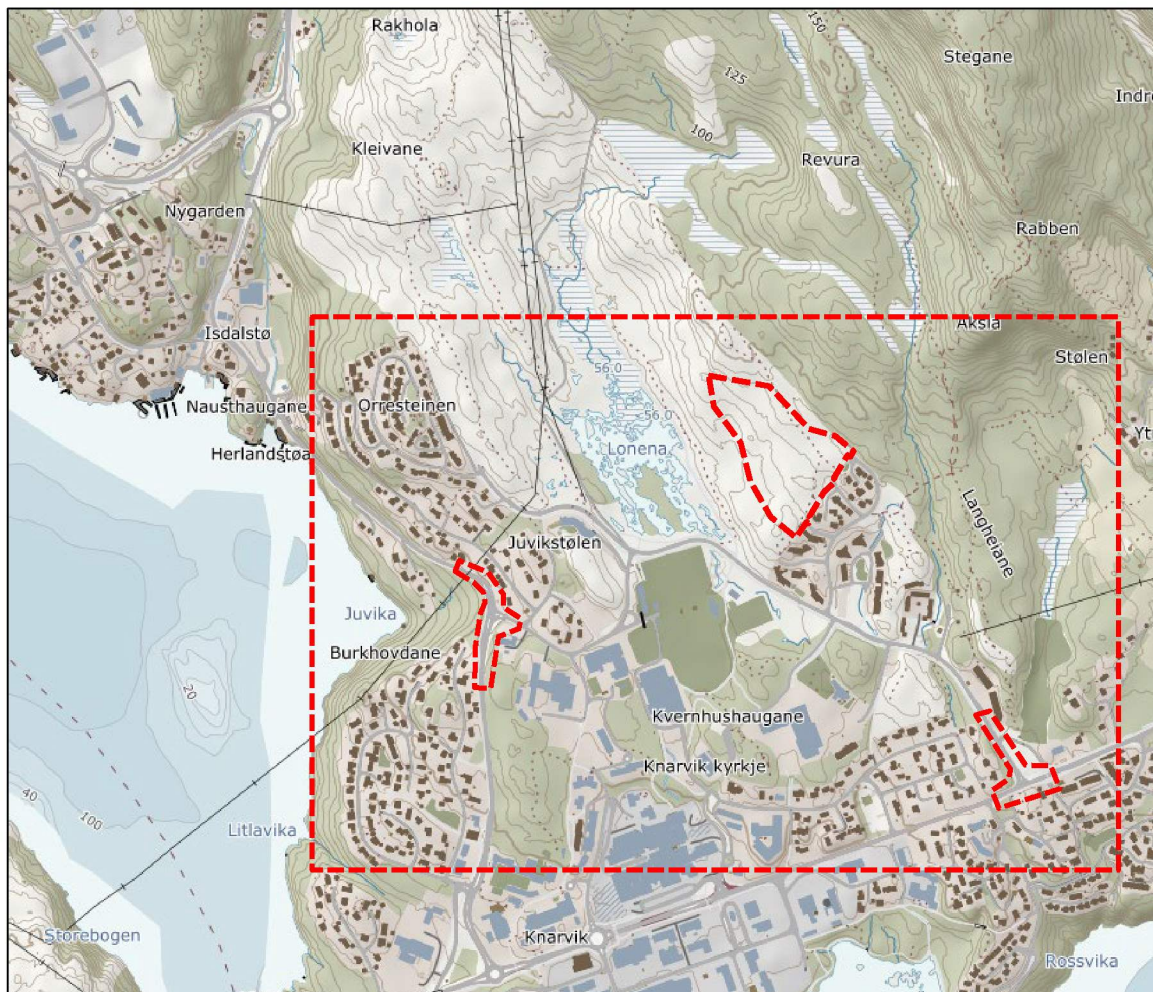 Rakhola
150
Stegane
125
Indre
100
Kleivane
Revura
Nygarden
Rabben
Aksla
Isdalstø
Stølen
56.0
Nausthaugane
Orresteinen
56.0
Yt
Herlandstøa
Lonena
Langheiane
Juvikstølen
Juvika
Burkhovdane
20
Kvernhushaugane
Knarvik kyrkje
40
100
Litlavika
Storebogen
Knarvik
Rossvika